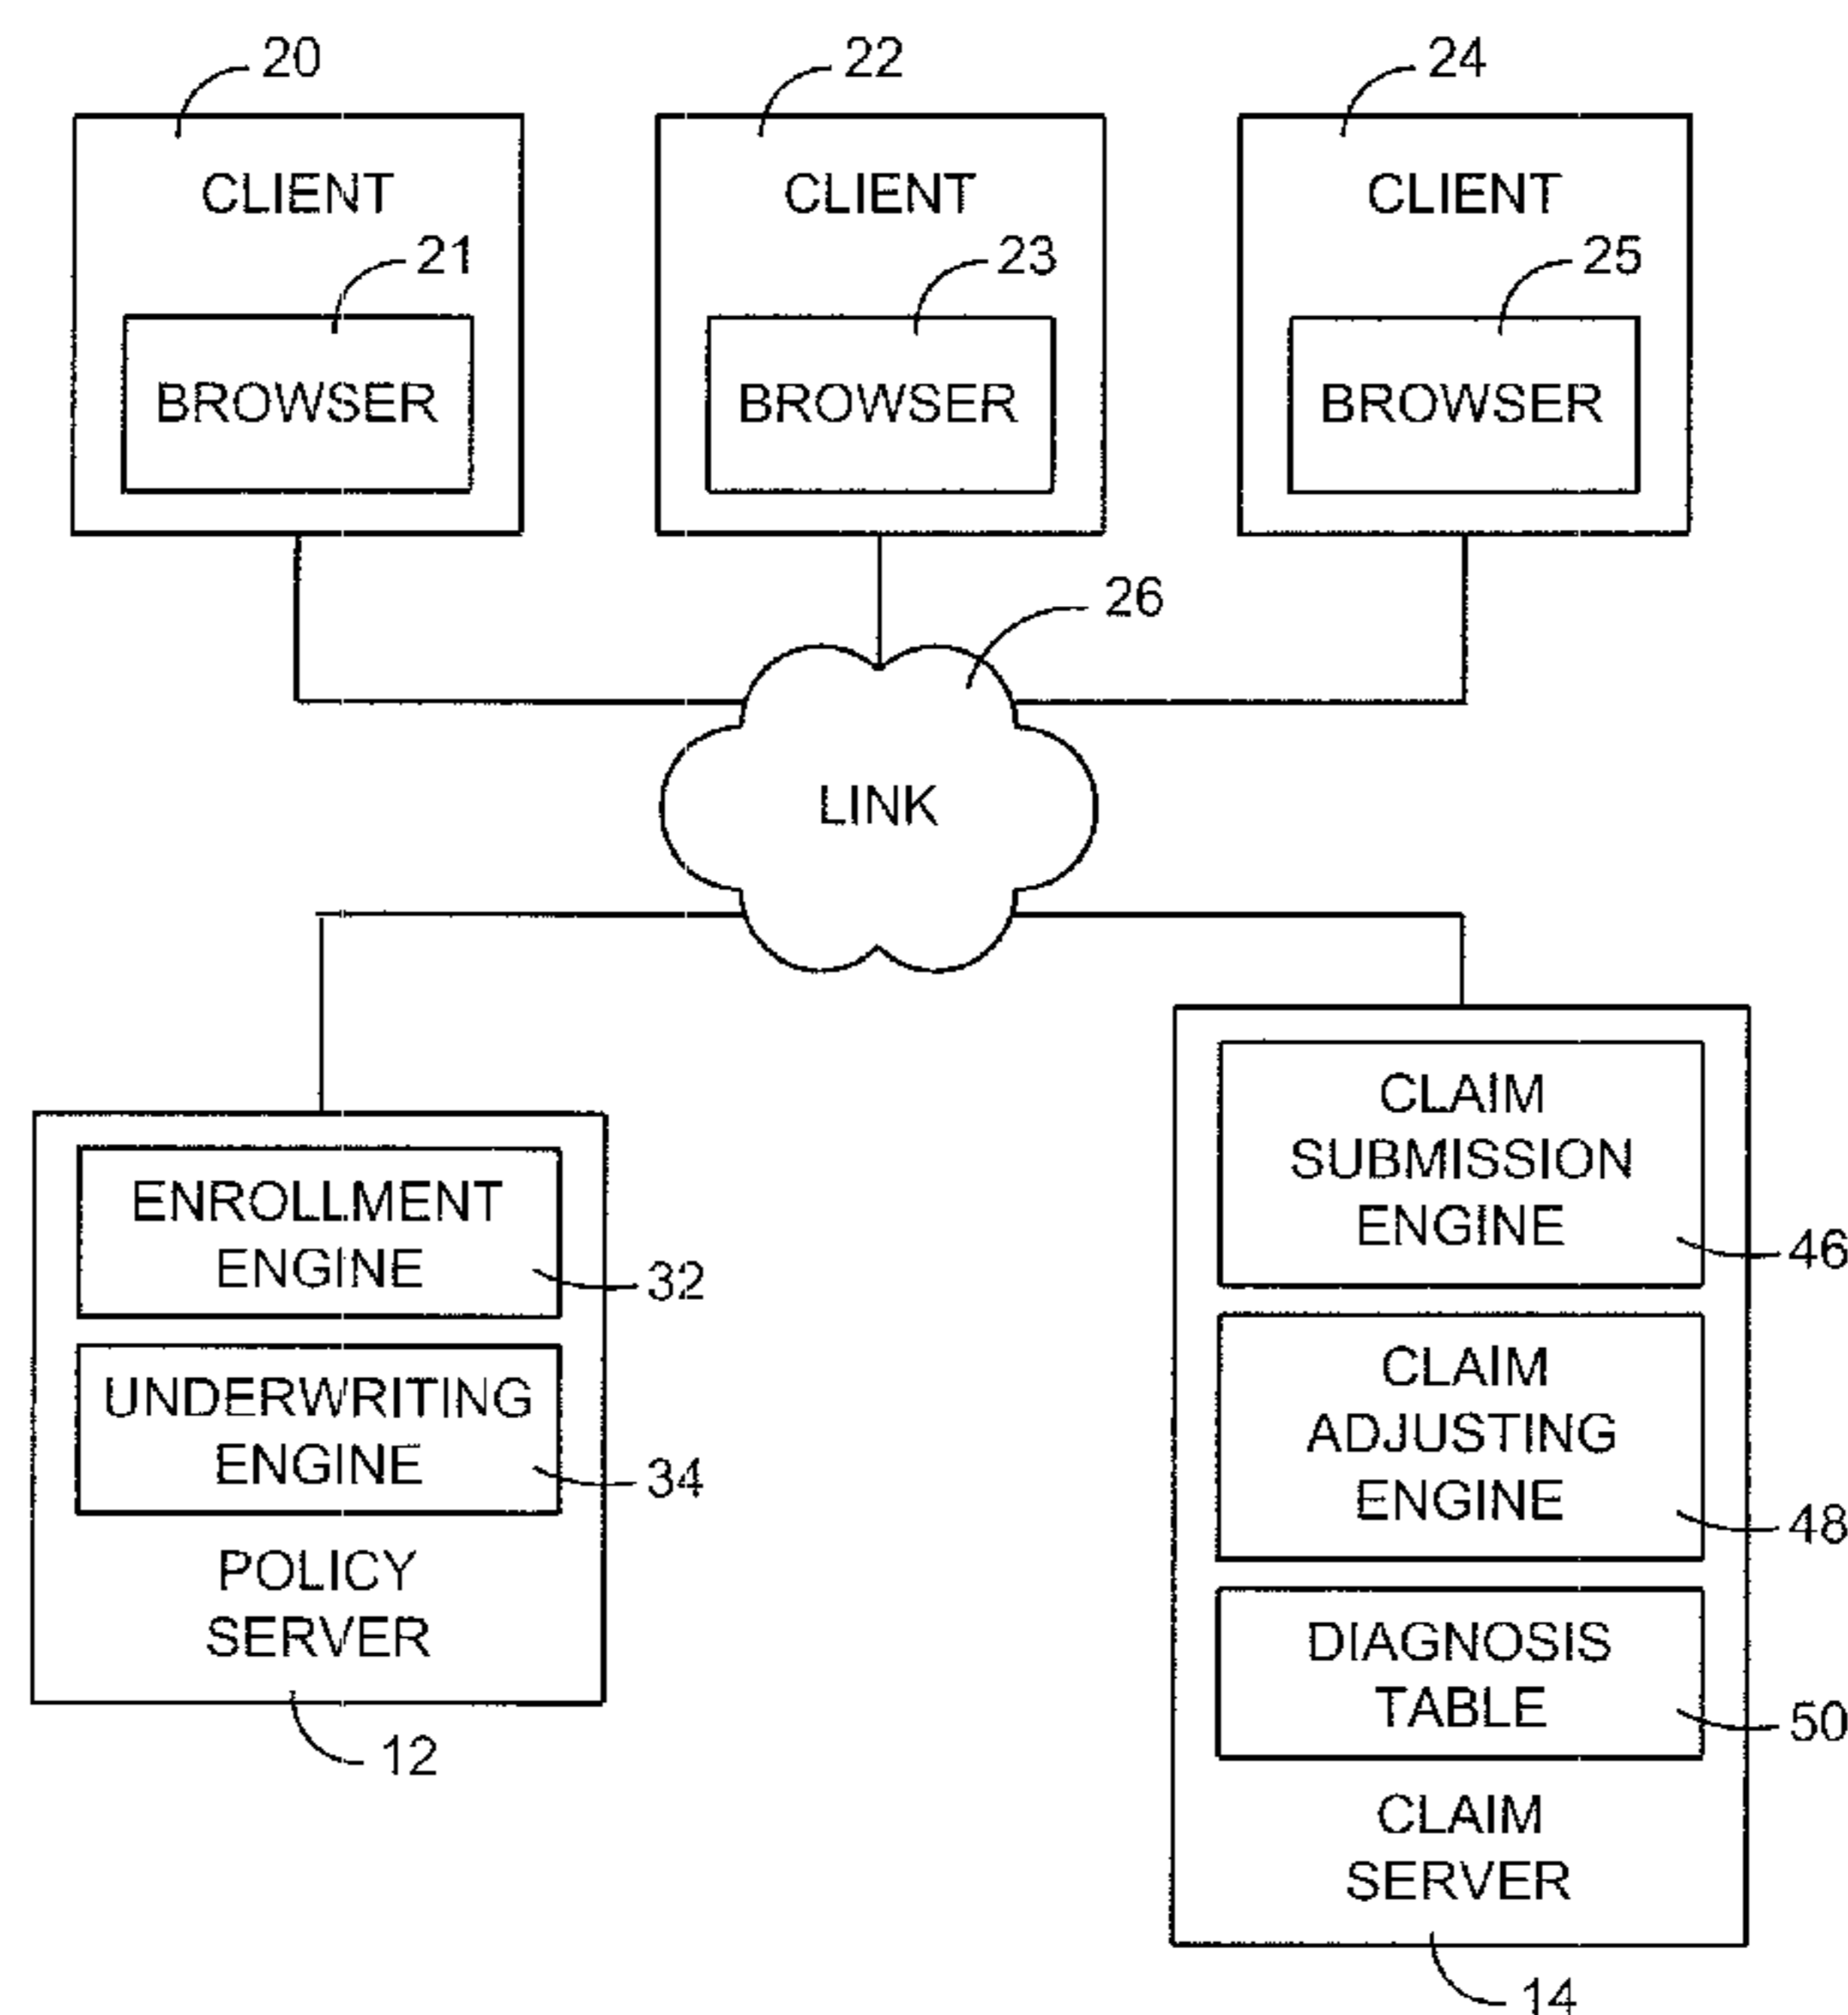 20
22
24
CLIENT
CLIENT
CLIENT
21
23
25
BROWSER
BROWSER
BROWSER
26
LINK
ENROLLMENT
ENGINE
32
UNDERWRITING
ENGINE
34
POLICY
SERVER
12
CLAIM
SUBMISSION
ENGINE
46
CLAIM
ADJUSTING
ENGINE
48
DIAGNOSIS
TABLE
50
CLAIM
SERVER
14